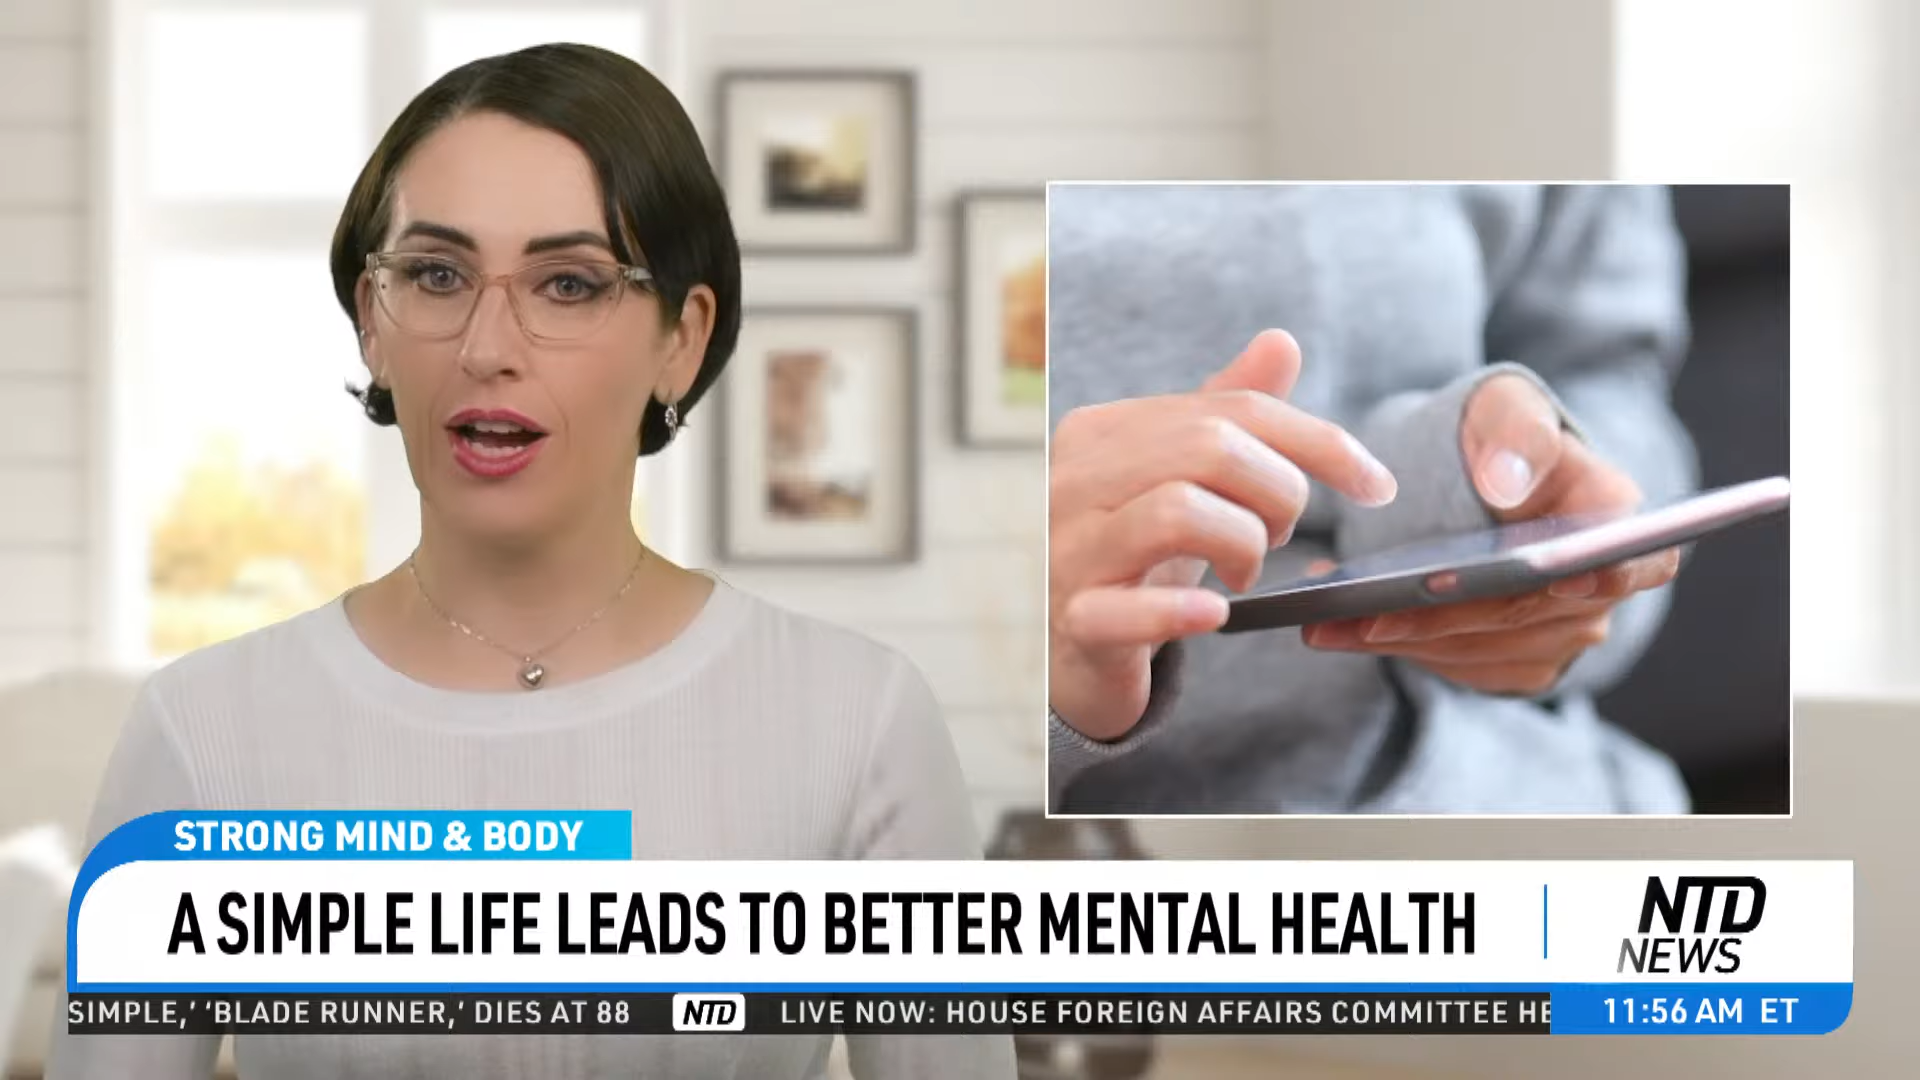 STRONG MIND & BODY
A SIMPLE LIFE LEADS TO BETTER MENTAL HEALTH
NTD
NEWS
SIMPLE,' 'BLADE RUNNER,' DIES AT 88 NTD LIVE NOW: HOUSE FOREIGN AFFAIRS COMMITTEE HE
11:56 AM ET